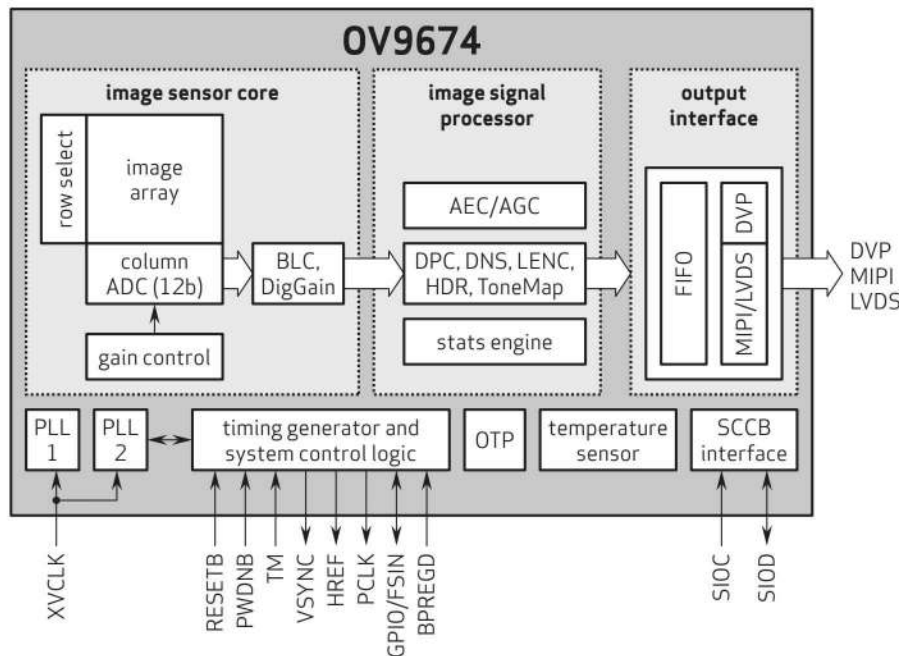 OV9674
image sensor core
image signal
processor
output
interface
row select
image
array
column
ADC (12b)
gain control
BLC,
DigGain
AEC/AGC
DPC, DNS, LENC,
HDR, ToneMap
stats engine
FIFO
DVP
MIPI/LVDS
DVP
MIPI
LVDS
PLL
1
PLL
2
timing generator and
system control logic
OTP
temperature
sensor
SCCB
interface
XVCLK
RESETB
PWDNB
TM
VSYNC
HREF
PCLK
GPIO/FSIN
BPREGD
SIOC
SIOD